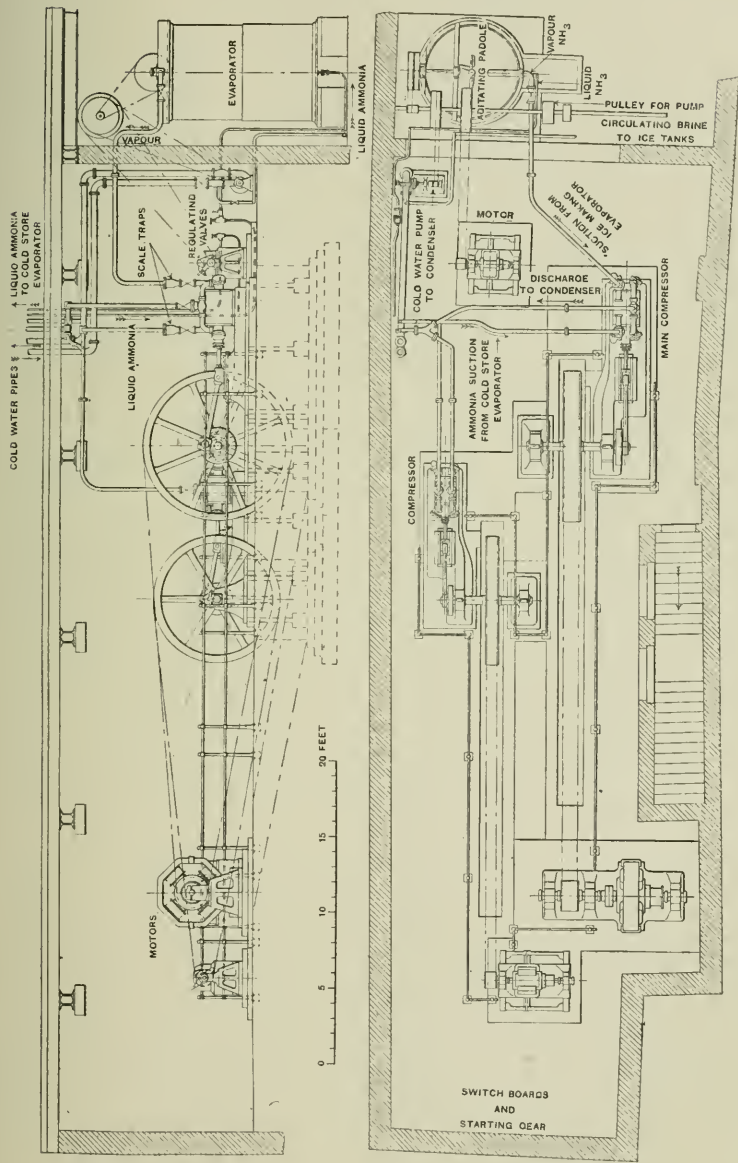 COLD WATER PIPES
LIQUID AMMONIA
TO COLD STORE
EVAPORATOR
VAPOUR
EVAPORATOR
SCALE TRAPS
REGULATING
VALVES
LIQUID AMMONIA
LIQUID AMMONIA
MOTORS
0 5 10 15 20 FEET
AGITATING PADDLE
VAPOUR
NH3
LIQUID
NH3
PULLEY FOR PUMP
CIRCULATING BRINE
TO ICE TANKS
COLD WATER PUMP
TO CONDENSER
MOTOR
SUCTION FROM
ICE MAKING
EVAPORATOR
DISCHARGE
TO CONDENSER
AMMONIA SUCTION
FROM COLD STORE
EVAPORATOR
MAIN COMPRESSOR
COMPRESSOR
SWITCH BOARDS
AND
STARTING GEAR